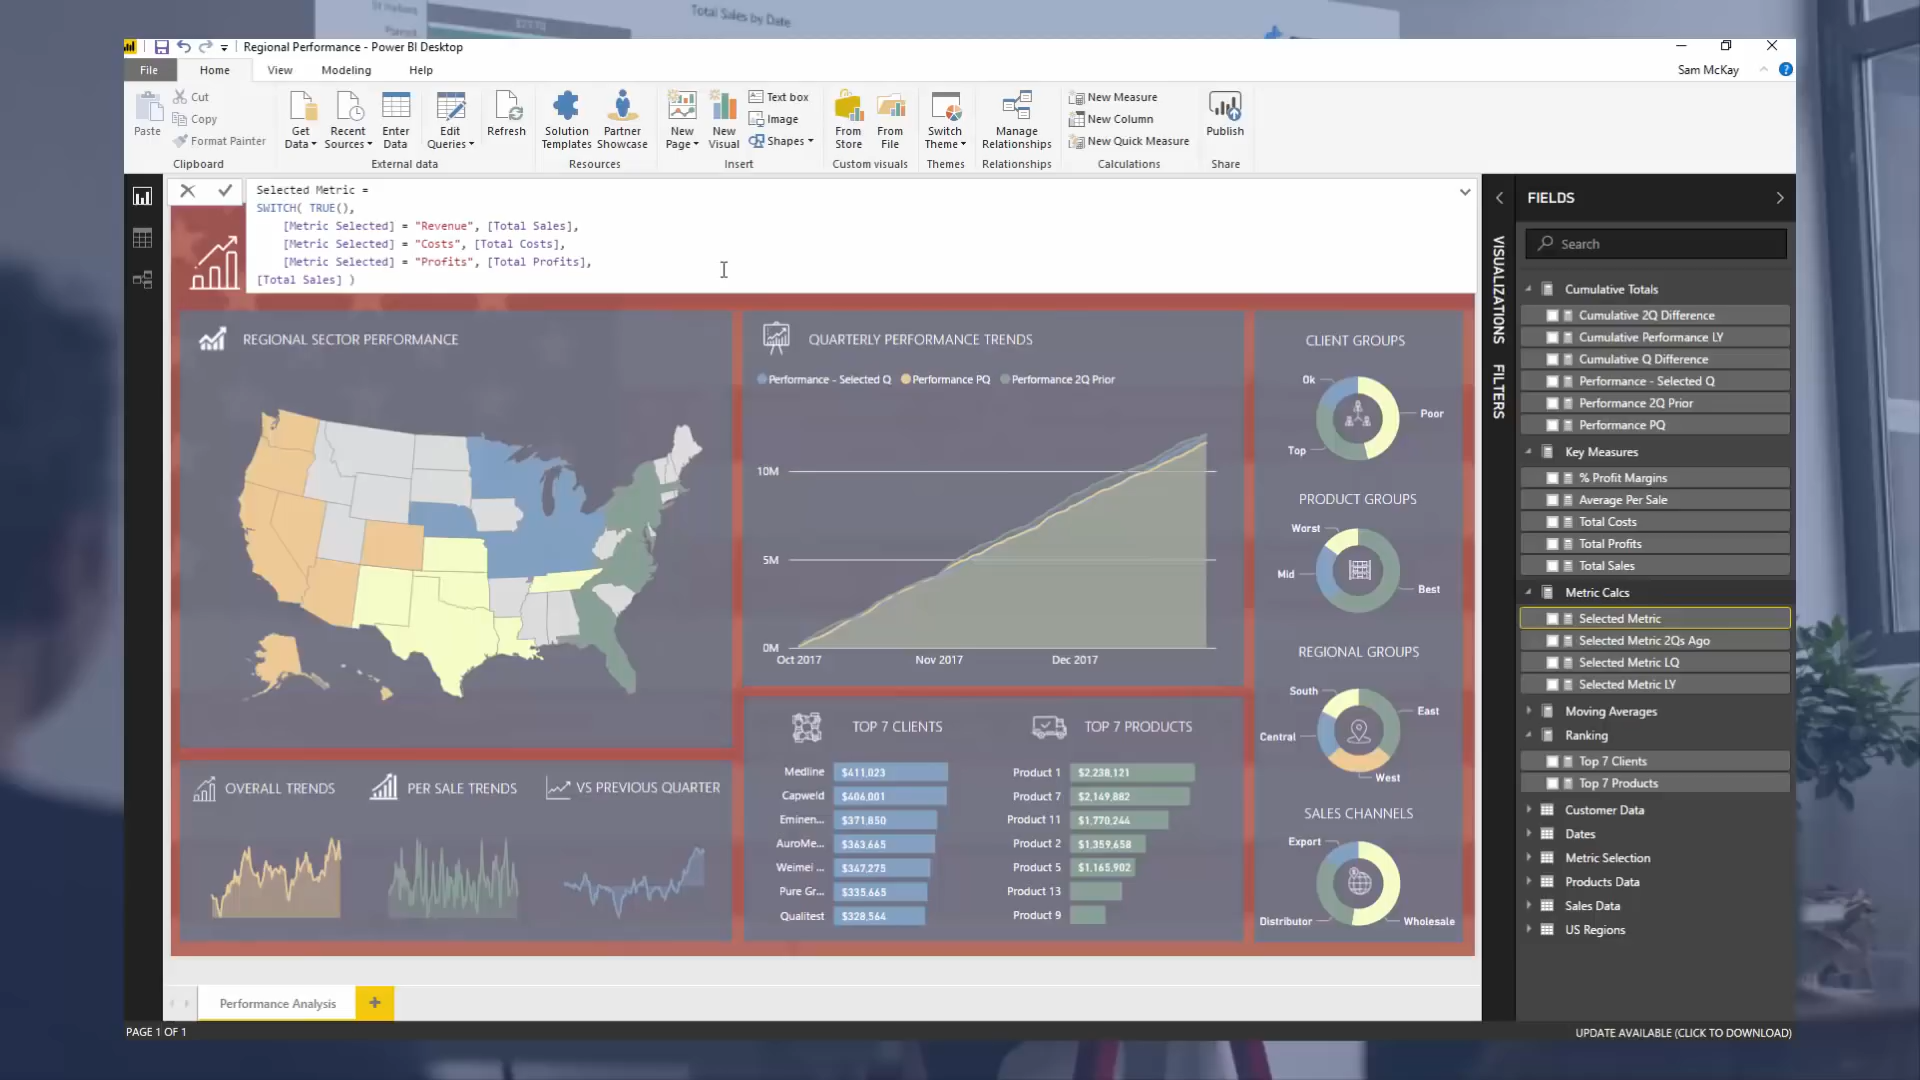 Total Sales by Date
Regional Performance - Power BI Desktop
File
Home
View
Modeling
Help
Sam McKay
Paste
Cut
Copy
Format Painter
Clipboard
Get Data
Recent Sources
Enter Data
Edit Queries
External data
Refresh
Solution Templates
Partner Showcase
Resources
New Page
New Visual
Text box
Image
Shapes
Insert
From Store
From File
Custom visuals
Switch Theme
Themes
Manage Relationships
Relationships
New Measure
New Column
New Quick Measure
Calculations
Publish
Share
Selected Metric =
SWITCH( TRUE(),
[Metric Selected] = "Revenue", [Total Sales],
[Metric Selected] = "Costs", [Total Costs],
[Metric Selected] = "Profits", [Total Profits],
[Total Sales] )
REGIONAL SECTOR PERFORMANCE
QUARTERLY PERFORMANCE TRENDS
Performance - Selected Q
Performance PQ
Performance 2Q Prior
10M
5M
0M
Oct 2017
Nov 2017
Dec 2017
CLIENT GROUPS
Ok
Poor
Top
PRODUCT GROUPS
Worst
Mid
Best
REGIONAL GROUPS
South
East
Central
West
SALES CHANNELS
Export
Distributor
Wholesale
OVERALL TRENDS
PER SALE TRENDS
VS PREVIOUS QUARTER
TOP 7 CLIENTS
Medline $411,023
Capweld $406,001
Eminen... $371,850
AuroMe... $363,665
Weimei ... $347,275
Pure Gr... $335,665
Qualitest $328,564
TOP 7 PRODUCTS
Product 1 $2,238,121
Product 7 $2,149,882
Product 11 $1,770,244
Product 2 $1,359,658
Product 5 $1,165,902
Product 13
Product 9
VISUALIZATIONS
FILTERS
FIELDS
Search
Cumulative Totals
Cumulative 2Q Difference
Cumulative Performance LY
Cumulative Q Difference
Performance - Selected Q
Performance 2Q Prior
Performance PQ
Key Measures
% Profit Margins
Average Per Sale
Total Costs
Total Profits
Total Sales
Metric Calcs
Selected Metric
Selected Metric 2Qs Ago
Selected Metric LQ
Selected Metric LY
Moving Averages
Ranking
Top 7 Clients
Top 7 Products
Customer Data
Dates
Metric Selection
Products Data
Sales Data
US Regions
Performance Analysis
PAGE 1 OF 1
UPDATE AVAILABLE (CLICK TO DOWNLOAD)